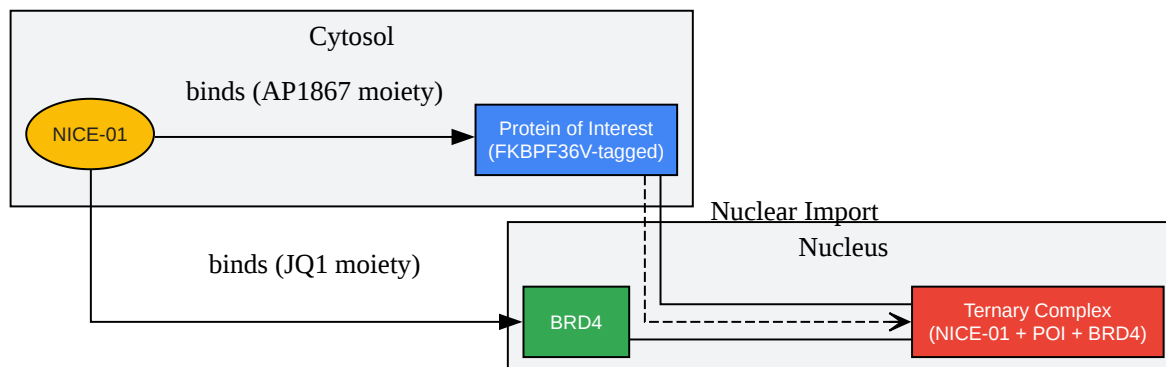 Cytosol
binds (AP1867 moiety)
NICE-01
Protein of Interest
(FKBPF36V-tagged)
Nuclear Import
Nucleus
binds (JQ1 moiety)
BRD4
Ternary Complex
(NICE-01 + POI + BRD4)